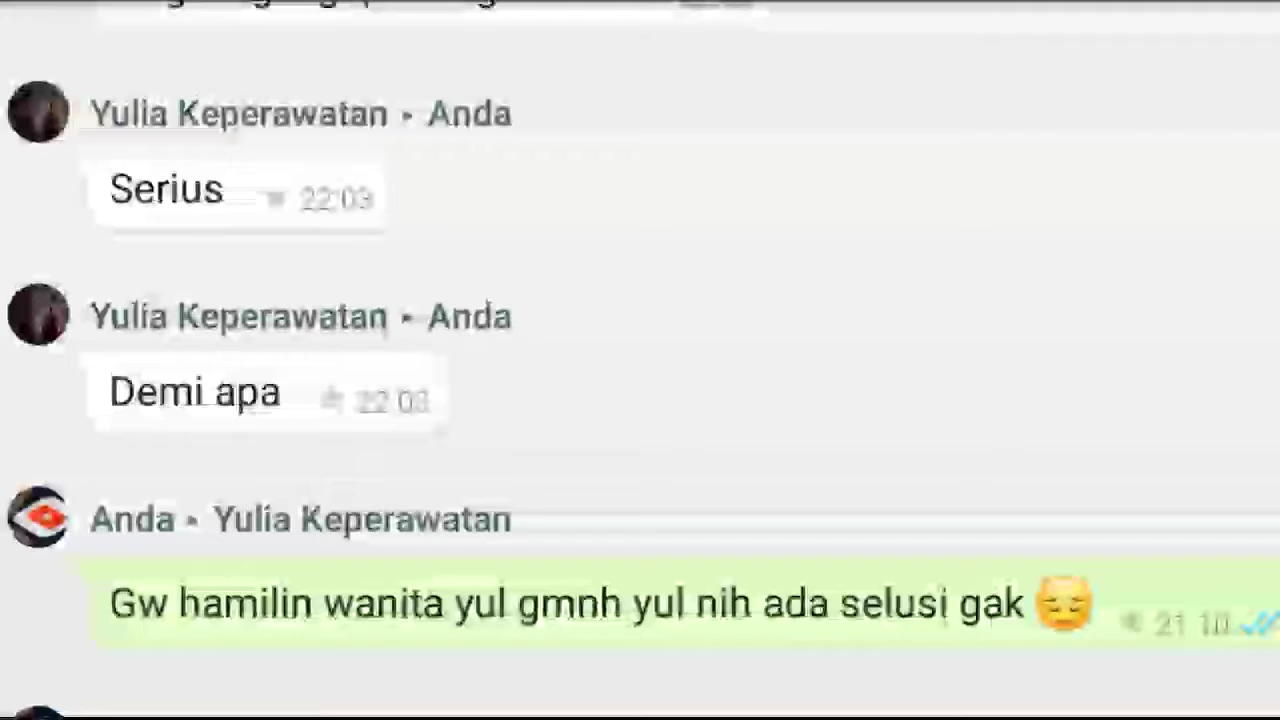 Yulia Keperawatan ▸ Anda
Serius ★ 22:03
Yulia Keperawatan ▸ Anda
Demi apa ★ 22:03
Anda ▸ Yulia Keperawatan
Gw hamilin wanita yul gmnh yul nih ada selusi gak 😔 ★ 21:10